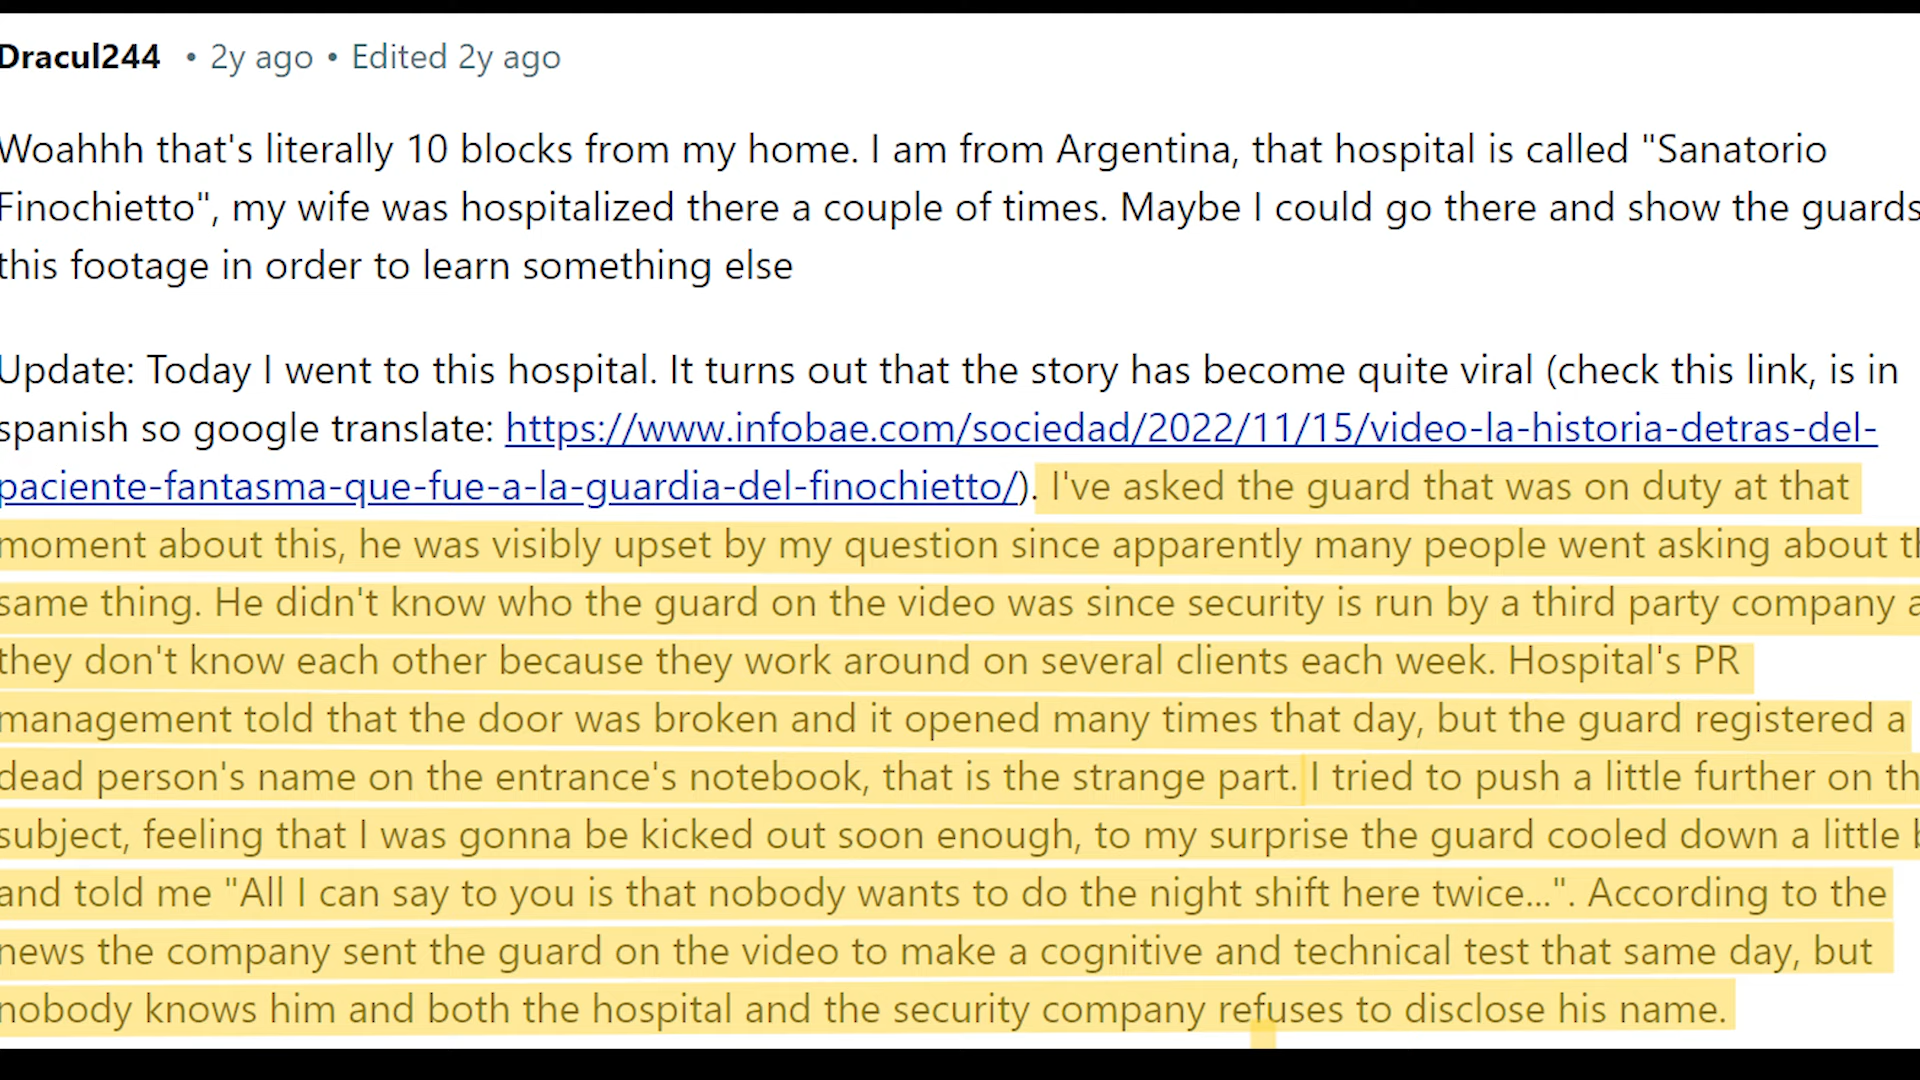 Dracul244 • 2y ago • Edited 2y ago
Woahhh that's literally 10 blocks from my home. I am from Argentina, that hospital is called "Sanatorio
Finochietto", my wife was hospitalized there a couple of times. Maybe I could go there and show the guards
this footage in order to learn something else
Update: Today I went to this hospital. It turns out that the story has become quite viral (check this link, is in
spanish so google translate: https://www.infobae.com/sociedad/2022/11/15/video-la-historia-detras-del-
paciente-fantasma-que-fue-a-la-guardia-del-finochietto/). I've asked the guard that was on duty at that
moment about this, he was visibly upset by my question since apparently many people went asking about
same thing. He didn't know who the guard on the video was since security is run by a third party company
they don't know each other because they work around on several clients each week. Hospital's PR
management told that the door was broken and it opened many times that day, but the guard registered a
dead person's name on the entrance's notebook, that is the strange part. I tried to push a little further on
subject, feeling that I was gonna be kicked out soon enough, to my surprise the guard cooled down a little
and told me "All I can say to you is that nobody wants to do the night shift here twice...". According to the
news the company sent the guard on the video to make a cognitive and technical test that same day, but
nobody knows him and both the hospital and the security company refuses to disclose his name.